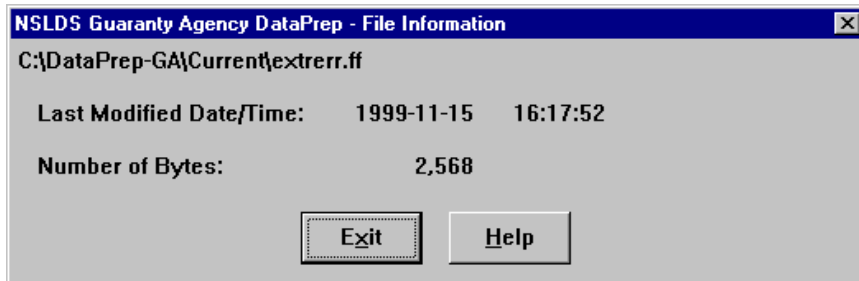 NSLDS Guaranty Agency DataPrep - File Information
C:\DataPrep-GA\Current\extrerr.ff
Last Modified Date/Time: 1999-11-15 16:17:52
Number of Bytes: 2,568
Exit Help